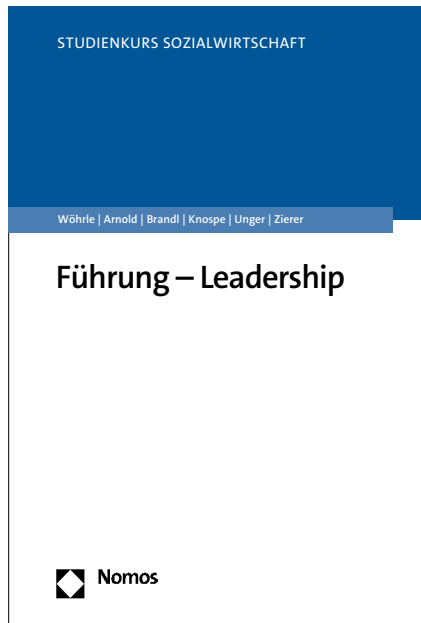 STUDIENKURS SOZIALWIRTSCHAFT
Wöhrle | Arnold | Brandl | Knospe | Unger | Zierer
Führung – Leadership
Nomos